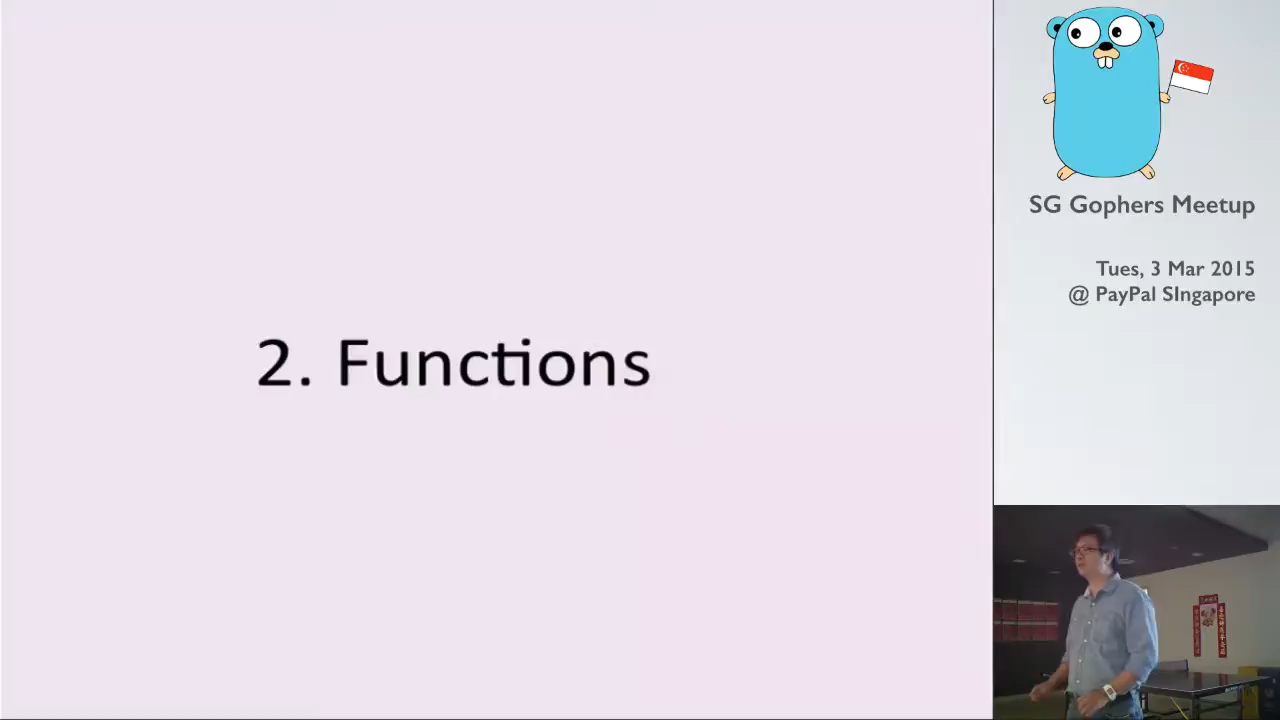 2. Functions
SG Gophers Meetup
Tues, 3 Mar 2015
@ PayPal SIngapore